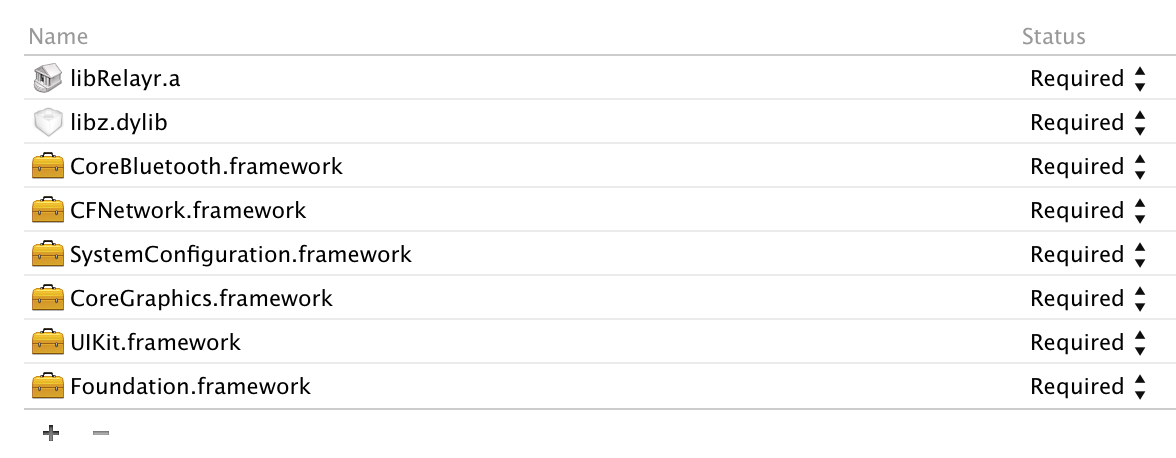 Name Status
libRelayr.a Required
libz.dylib Required
CoreBluetooth.framework Required
CFNetwork.framework Required
SystemConfiguration.framework Required
CoreGraphics.framework Required
UIKit.framework Required
Foundation.framework Required